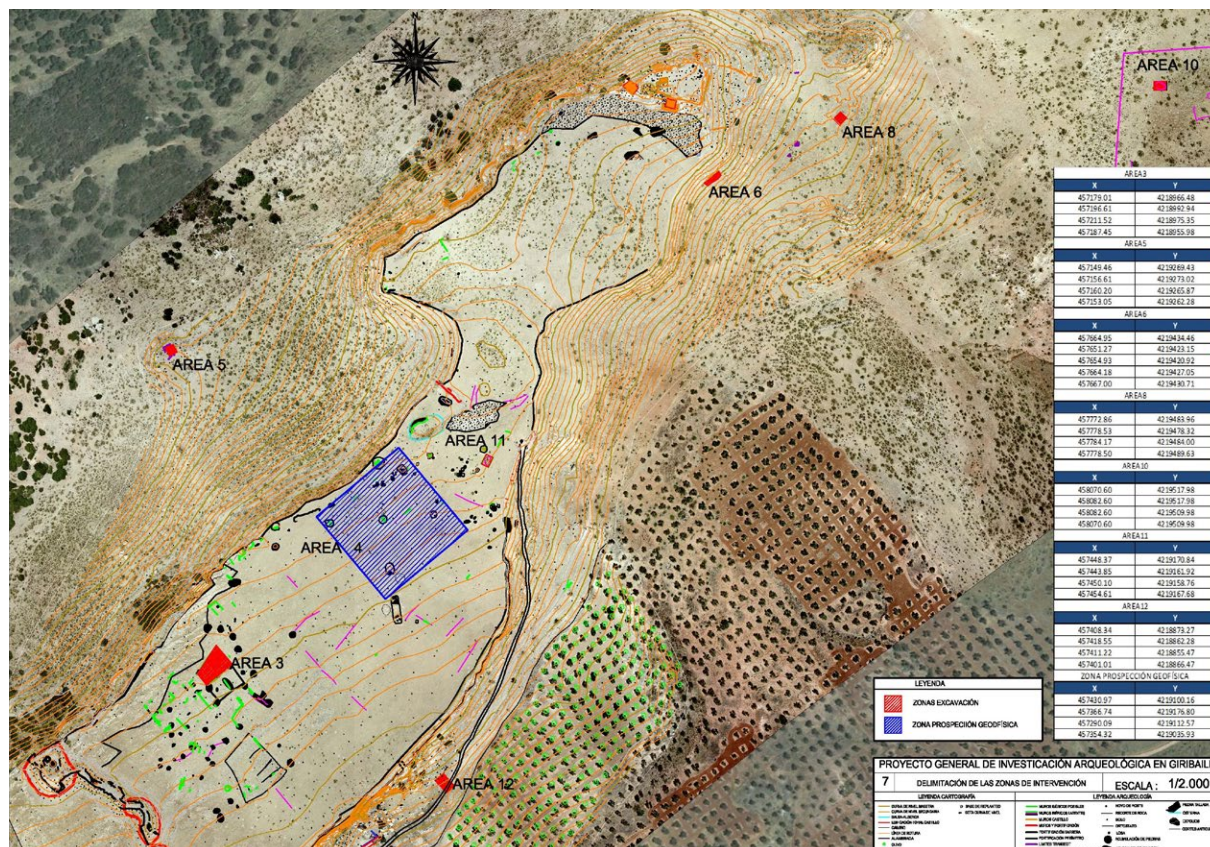 AREA 10
AREA 8
AREA 6
AREA 5
AREA 11
AREA 4
AREA 3
AREA 12
AREA3
X Y
457179.01 4218966.48
457196.61 4218992.94
457211.52 4218975.35
457187.45 4218955.98
AREA5
X Y
457149.46 4219269.43
457156.61 4219273.02
457160.20 4219265.87
457153.05 4219262.28
AREA6
X Y
457664.95 4219434.46
457651.27 4219423.15
457654.93 4219420.92
457664.18 4219427.05
457667.00 4219430.71
AREA8
X Y
457772.86 4219483.96
457778.53 4219478.32
457784.17 4219484.00
457778.50 4219489.63
AREA10
X Y
458070.60 4219517.98
458082.60 4219517.98
458082.60 4219509.98
458070.60 4219509.98
AREA11
X Y
457448.37 4219170.84
457443.85 4219161.92
457450.10 4219158.76
457454.61 4219167.68
AREA12
X Y
457408.34 4218873.27
457418.55 4218862.28
457411.22 4218855.47
457401.01 4218866.47
ZONA PROSPECCIÓN GEOFÍSICA
X Y
457430.97 4219100.16
457366.74 4219176.80
457290.09 4219112.57
457354.32 4219035.93
LEYENDA
ZONAS EXCAVACIÓN
ZONA PROSPECIIÓN GEODFÍSICA
PROYECTO GENERAL DE INVESTICACIÓN ARQUEOLÓGICA EN GIRIBAILE
7 DELIMITACIÓN DE LAS ZONAS DE INTERVENCIÓN ESCALA : 1/2.000
LEYENDA CARTOGRAFÍA LEYENDA ARQUEOLOGÍA